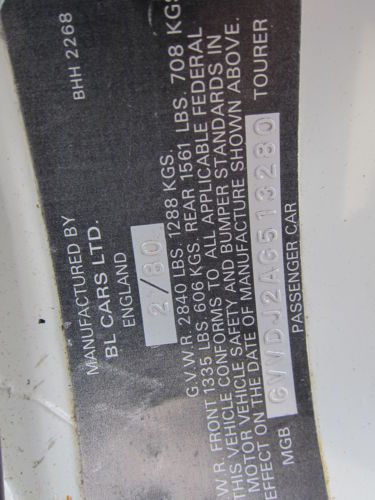 BHH 2268
MANUFACTURED BY
BL CARS LTD.
ENGLAND
2/80
G.V.W.R. 2840 LBS. 1288 KGS.
W.R. FRONT 1335 LBS. 606 KGS. REAR 1561 LBS. 708 KGS
THIS VEHICLE CONFORMS TO ALL APPLICABLE FEDERAL
MOTOR VEHICLE SAFETY AND BUMPER STANDARDS IN
EFFECT ON THE DATE OF MANUFACTURE SHOWN ABOVE.
GVVDJ2AG513280
MGB PASSENGER CAR TOURER